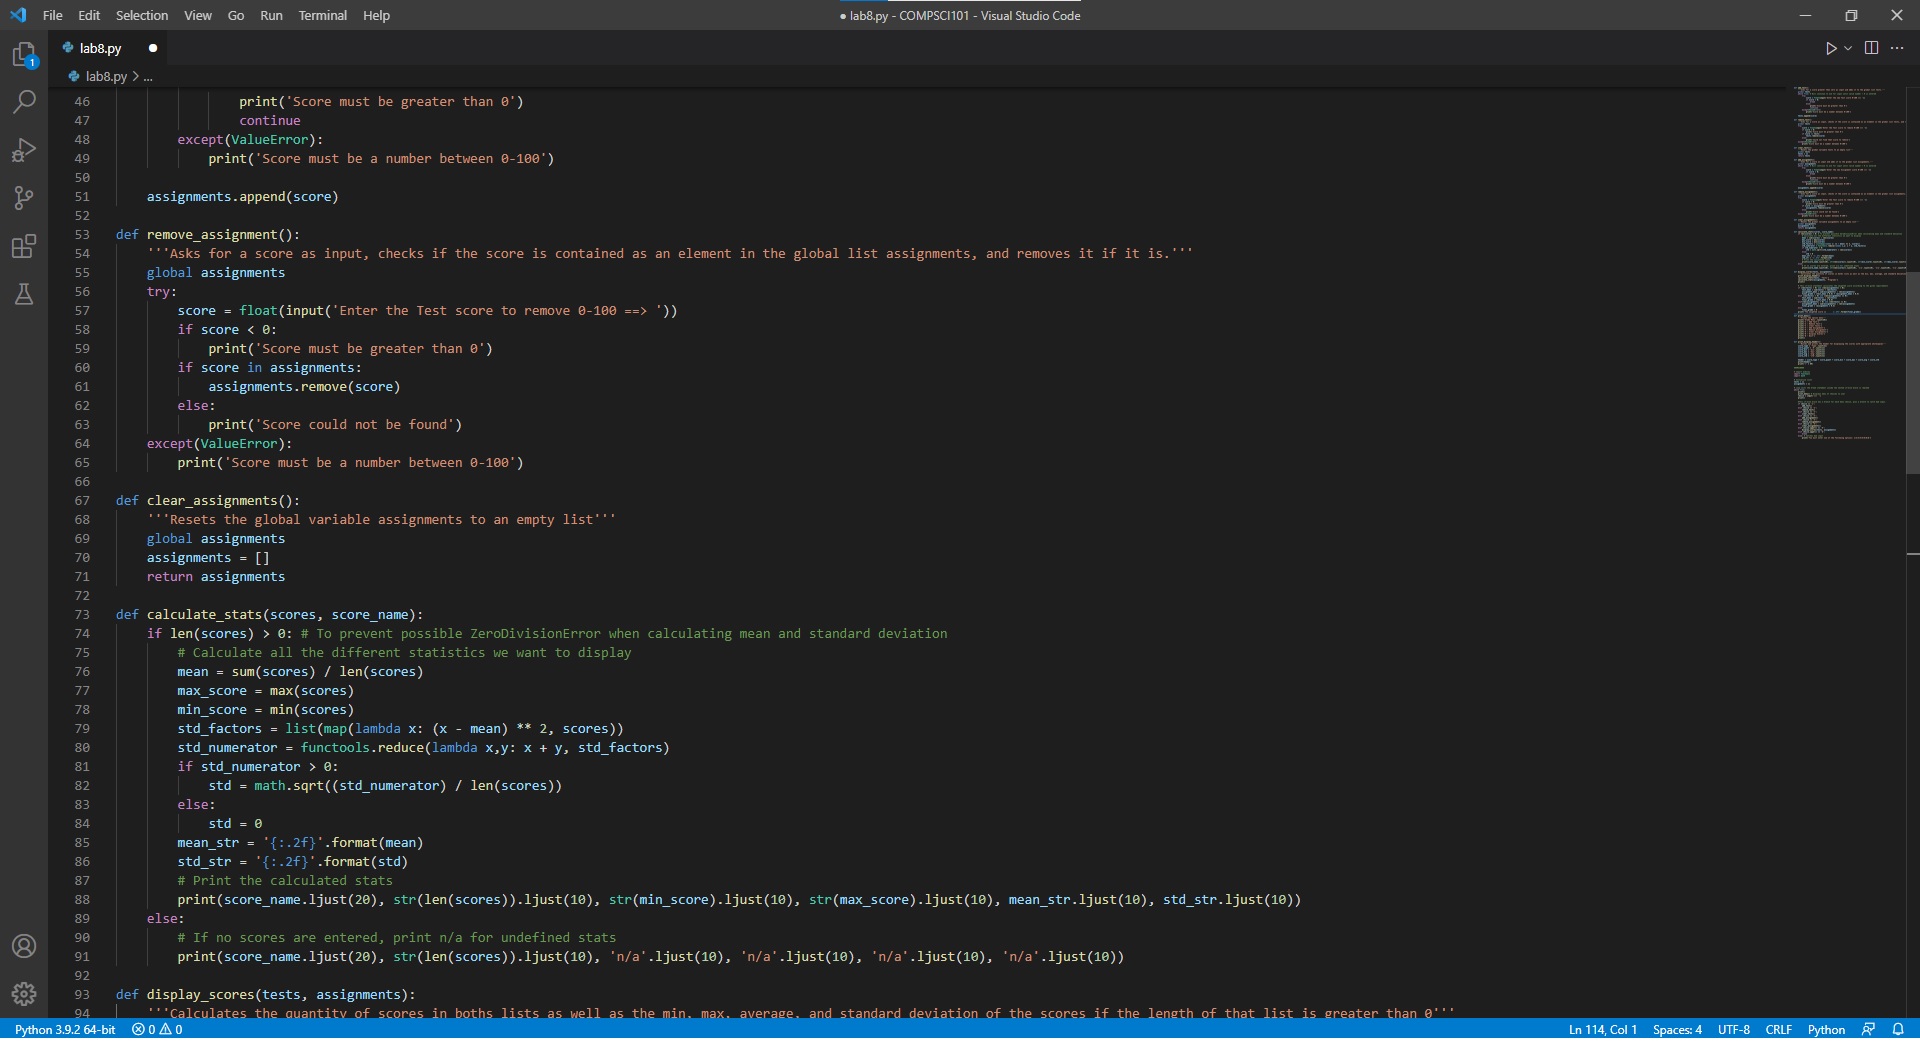 File Edit Selection View Go Run Terminal Help
● lab8.py - COMPSCI101 - Visual Studio Code
1
lab8.py
lab8.py > ...
46 print('Score must be greater than 0')
47 continue
48 except(ValueError):
49 print('Score must be a number between 0-100')
50
51 assignments.append(score)
52
53 def remove_assignment():
54 '''Asks for a score as input, checks if the score is contained as an element in the global list assignments, and removes it if it is.'''
55 global assignments
56 try:
57 score = float(input('Enter the Test score to remove 0-100 ==> '))
58 if score < 0:
59 print('Score must be greater than 0')
60 if score in assignments:
61 assignments.remove(score)
62 else:
63 print('Score could not be found')
64 except(ValueError):
65 print('Score must be a number between 0-100')
66
67 def clear_assignments():
68 '''Resets the global variable assignments to an empty list'''
69 global assignments
70 assignments = []
71 return assignments
72
73 def calculate_stats(scores, score_name):
74 if len(scores) > 0: # To prevent possible ZeroDivisionError when calculating mean and standard deviation
75 # Calculate all the different statistics we want to display
76 mean = sum(scores) / len(scores)
77 max_score = max(scores)
78 min_score = min(scores)
79 std_factors = list(map(lambda x: (x - mean) ** 2, scores))
80 std_numerator = functools.reduce(lambda x,y: x + y, std_factors)
81 if std_numerator > 0:
82 std = math.sqrt((std_numerator) / len(scores))
83 else:
84 std = 0
85 mean_str = '{:.2f}'.format(mean)
86 std_str = '{:.2f}'.format(std)
87 # Print the calculated stats
88 print(score_name.ljust(20), str(len(scores)).ljust(10), str(min_score).ljust(10), str(max_score).ljust(10), mean_str.ljust(10), std_str.ljust(10))
89 else:
90 # If no scores are entered, print n/a for undefined stats
91 print(score_name.ljust(20), str(len(scores)).ljust(10), 'n/a'.ljust(10), 'n/a'.ljust(10), 'n/a'.ljust(10), 'n/a'.ljust(10))
92
93 def display_scores(tests, assignments):
94 '''Calculates the quantity of scores in boths lists as well as the min, max, average, and standard deviation of the scores if the length of that list is greater than 0'''
Python 3.9.2 64-bit 0 0 Ln 114, Col 1 Spaces: 4 UTF-8 CRLF Python